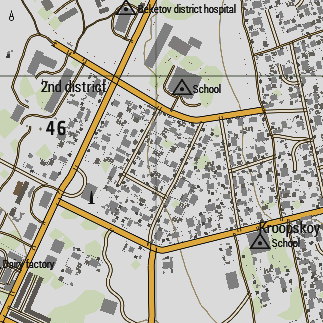 Beketov district hospital
School
2nd district
46
Kroopskoy
School
Dairy factory